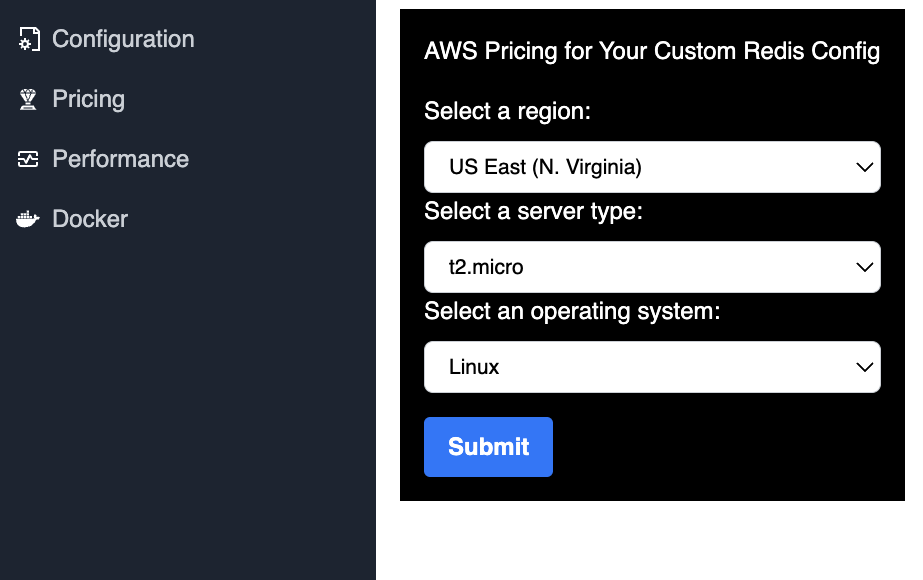 Configuration
Pricing
Performance
Docker
AWS Pricing for Your Custom Redis Config
Select a region:
US East (N. Virginia)
Select a server type:
t2.micro
Select an operating system:
Linux
Submit